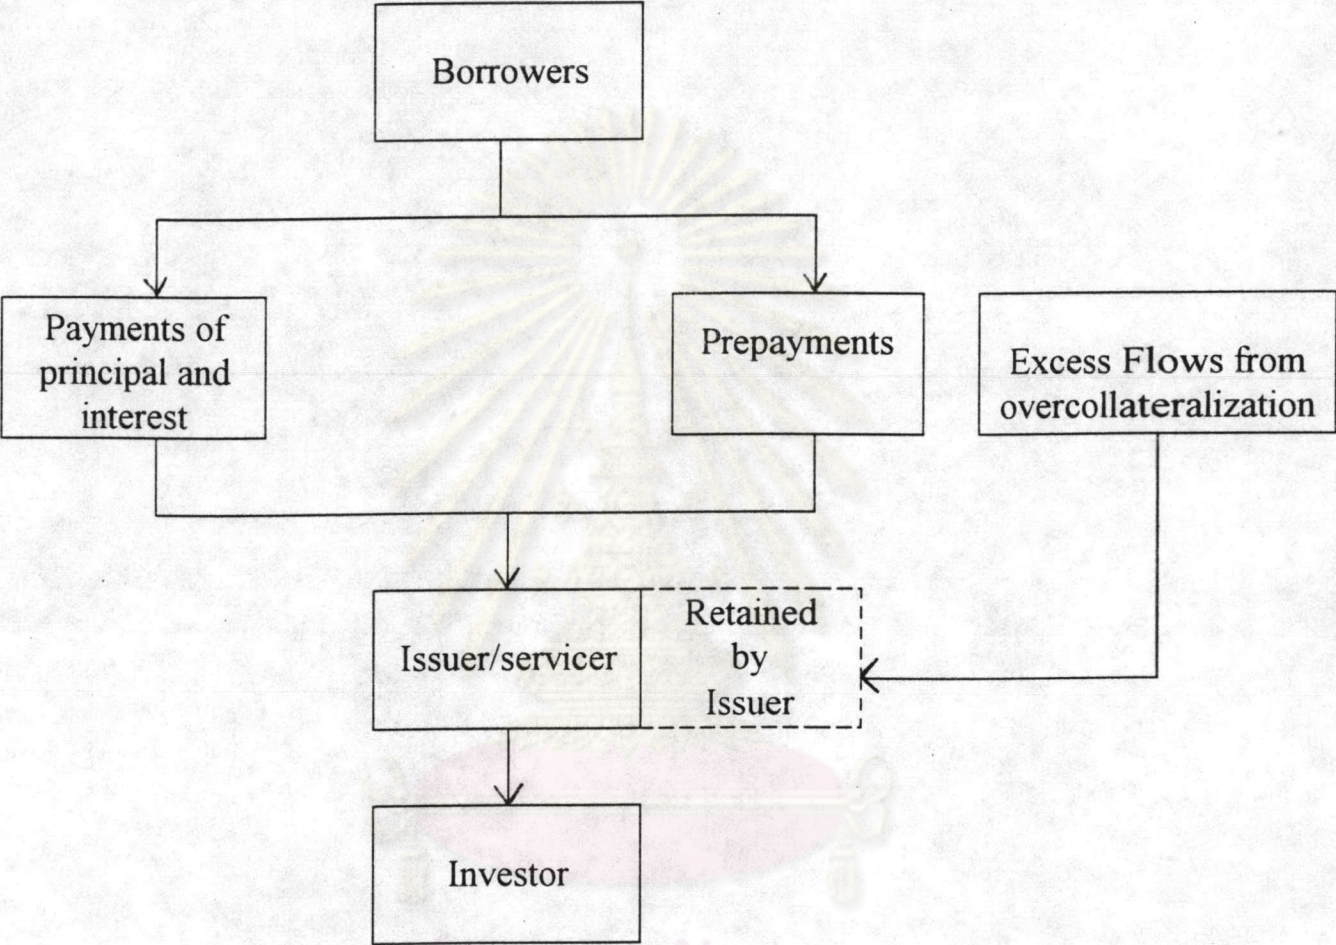 Borrowers
Payments of
principal and
interest
Prepayments
Excess Flows from
overcollateralization
Issuer/servicer
Retained
by
Issuer
Investor